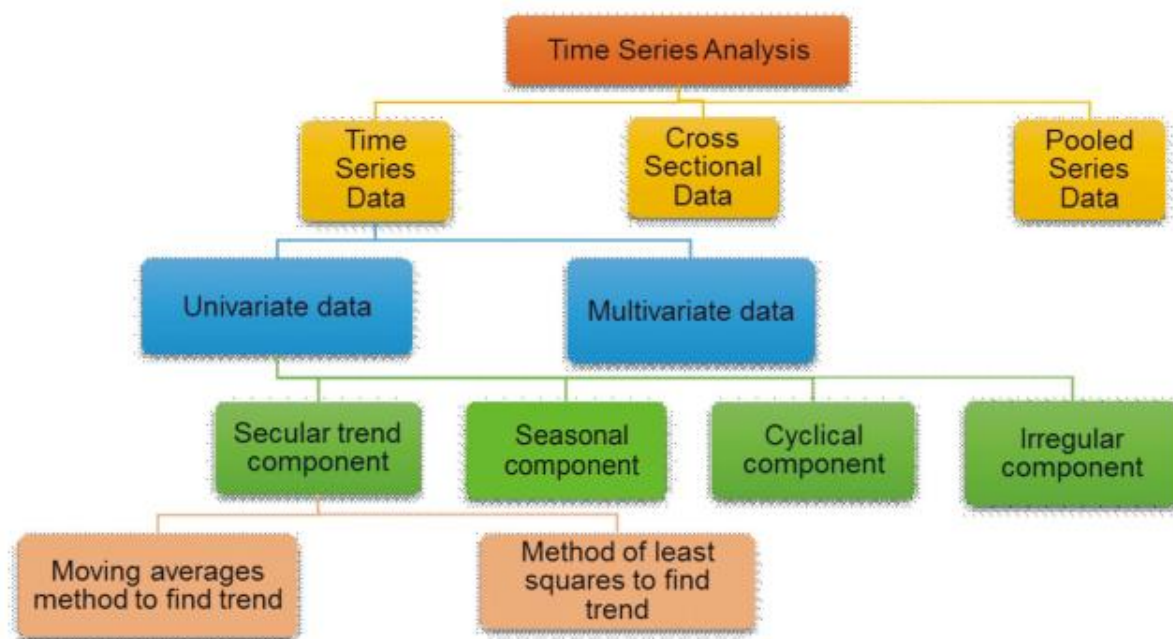 Time Series Analysis
Time
Series
Data
Cross
Sectional
Data
Pooled
Series
Data
Univariate data
Multivariate data
Secular trend
component
Seasonal
component
Cyclical
component
Irregular
component
Moving averages
method to find trend
Method of least
squares to find
trend